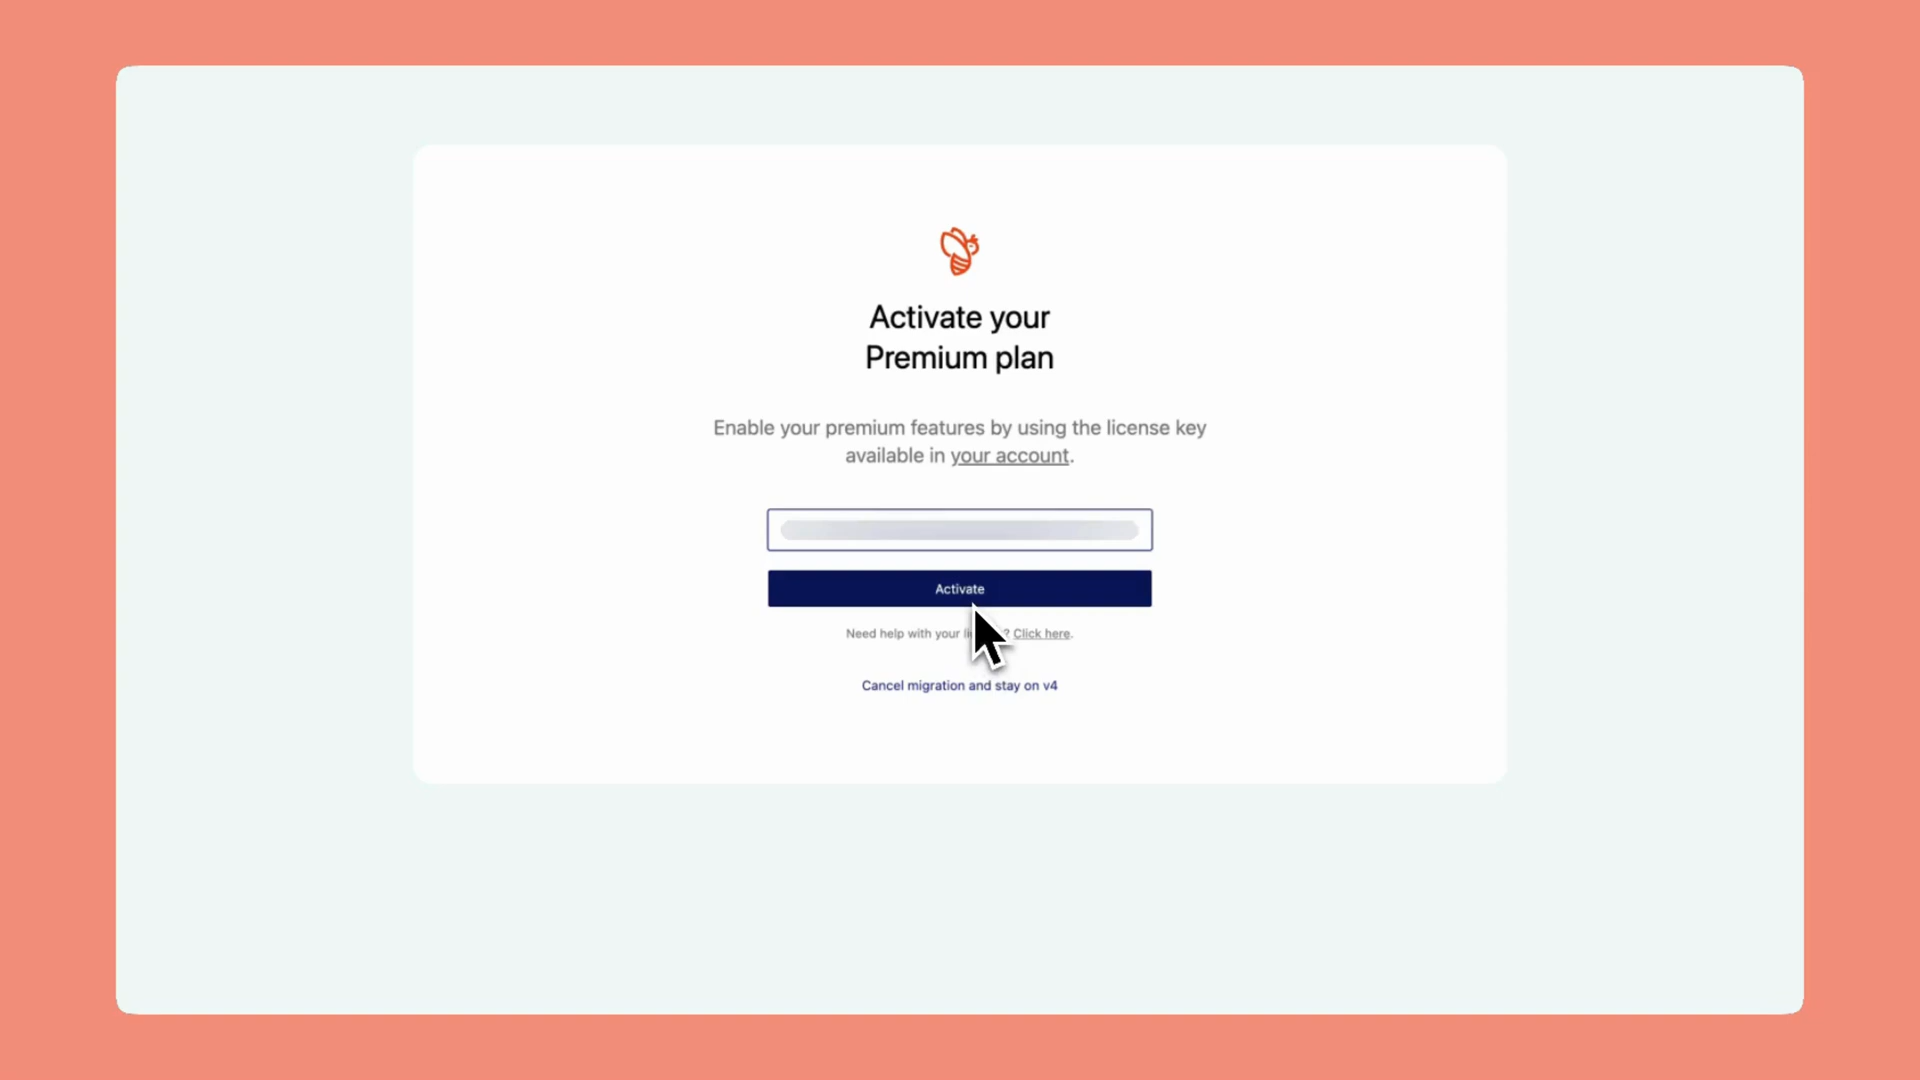 Activate your
Premium plan
Enable your premium features by using the license key
available in your account.
Activate
Need help with your ? Click here.
Cancel migration and stay on v4